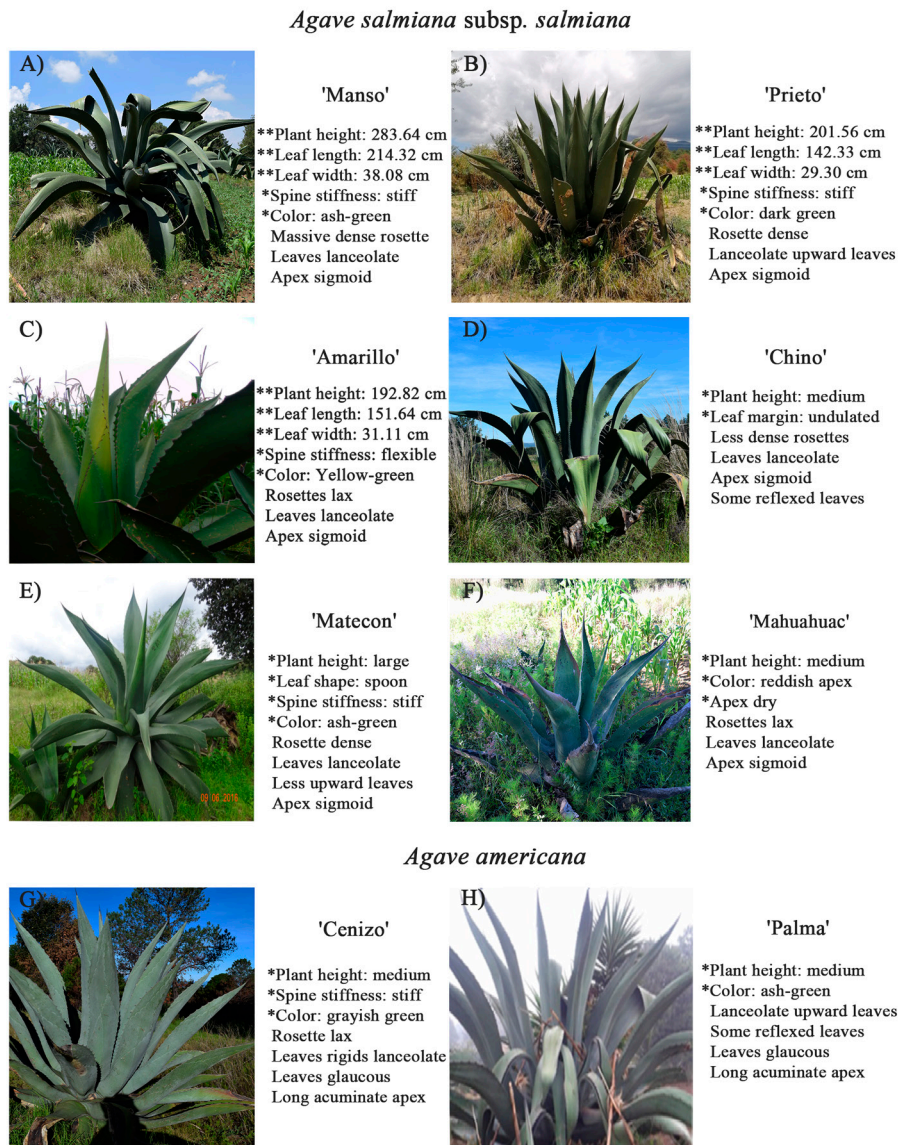 Agave salmiana subsp. salmiana
A)
'Manso'
**Plant height: 283.64 cm
**Leaf length: 214.32 cm
**Leaf width: 38.08 cm
*Spine stiffness: stiff
*Color: ash-green
Massive dense rosette
Leaves lanceolate
Apex sigmoid
B)
'Prieto'
**Plant height: 201.56 cm
**Leaf length: 142.33 cm
**Leaf width: 29.30 cm
*Spine stiffness: stiff
*Color: dark green
Rosette dense
Lanceolate upward leaves
Apex sigmoid
C)
'Amarillo'
**Plant height: 192.82 cm
**Leaf length: 151.64 cm
**Leaf width: 31.11 cm
*Spine stiffness: flexible
*Color: Yellow-green
Rosettes lax
Leaves lanceolate
Apex sigmoid
D)
'Chino'
*Plant height: medium
*Leaf margin: undulated
Less dense rosettes
Leaves lanceolate
Apex sigmoid
Some reflexed leaves
E)
'Matecon'
*Plant height: large
*Leaf shape: spoon
*Spine stiffness: stiff
*Color: ash-green
Rosette dense
Leaves lanceolate
Less upward leaves
Apex sigmoid
09 06 2016
F)
'Mahuahuac'
*Plant height: medium
*Color: reddish apex
*Apex dry
Rosettes lax
Leaves lanceolate
Apex sigmoid
Agave americana
G)
'Cenizo'
*Plant height: medium
*Spine stiffness: stiff
*Color: grayish green
Rosette lax
Leaves rigids lanceolate
Leaves glaucous
Long acuminate apex
H)
'Palma'
*Plant height: medium
*Color: ash-green
Lanceolate upward leaves
Some reflexed leaves
Leaves glaucous
Long acuminate apex